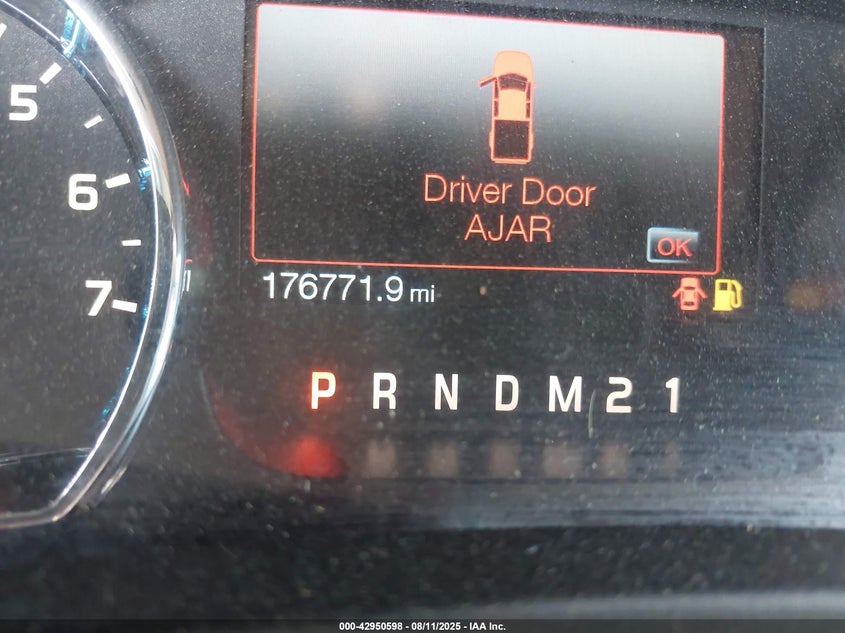 5
6
7
Driver Door
AJAR
OK
176771.9 mi
P R N D M 2 1
000-42950598 - 08/11/2025 - IAA Inc.